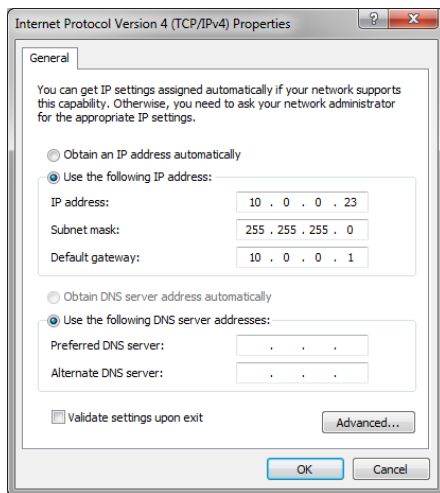 Internet Protocol Version 4 (TCP/IPv4) Properties
General
You can get IP settings assigned automatically if your network supports
this capability. Otherwise, you need to ask your network administrator
for the appropriate IP settings.
Obtain an IP address automatically
Use the following IP address:
IP address: 10 . 0 . 0 . 23
Subnet mask: 255 . 255 . 255 . 0
Default gateway: 10 . 0 . 0 . 1
Obtain DNS server address automatically
Use the following DNS server addresses:
Preferred DNS server: . . .
Alternate DNS server: . . .
Validate settings upon exit
Advanced...
OK Cancel